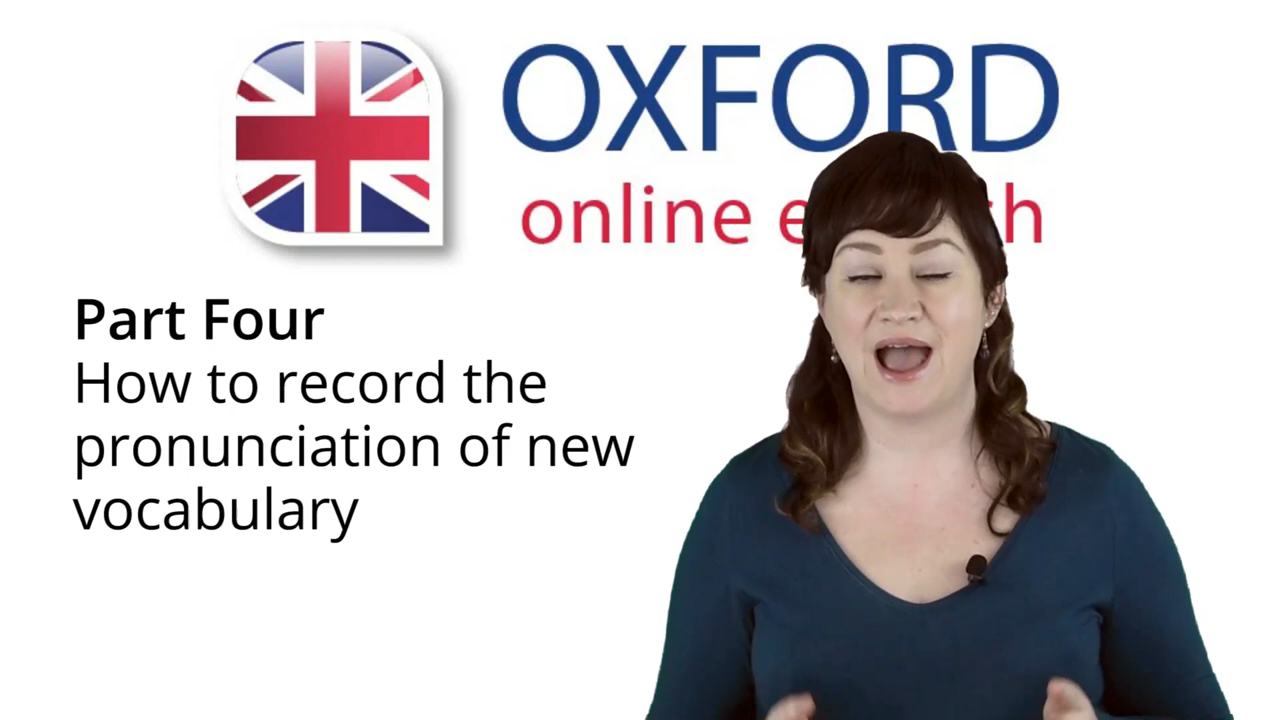 OXFORD
online e h
Part Four
How to record the
pronunciation of new
vocabulary